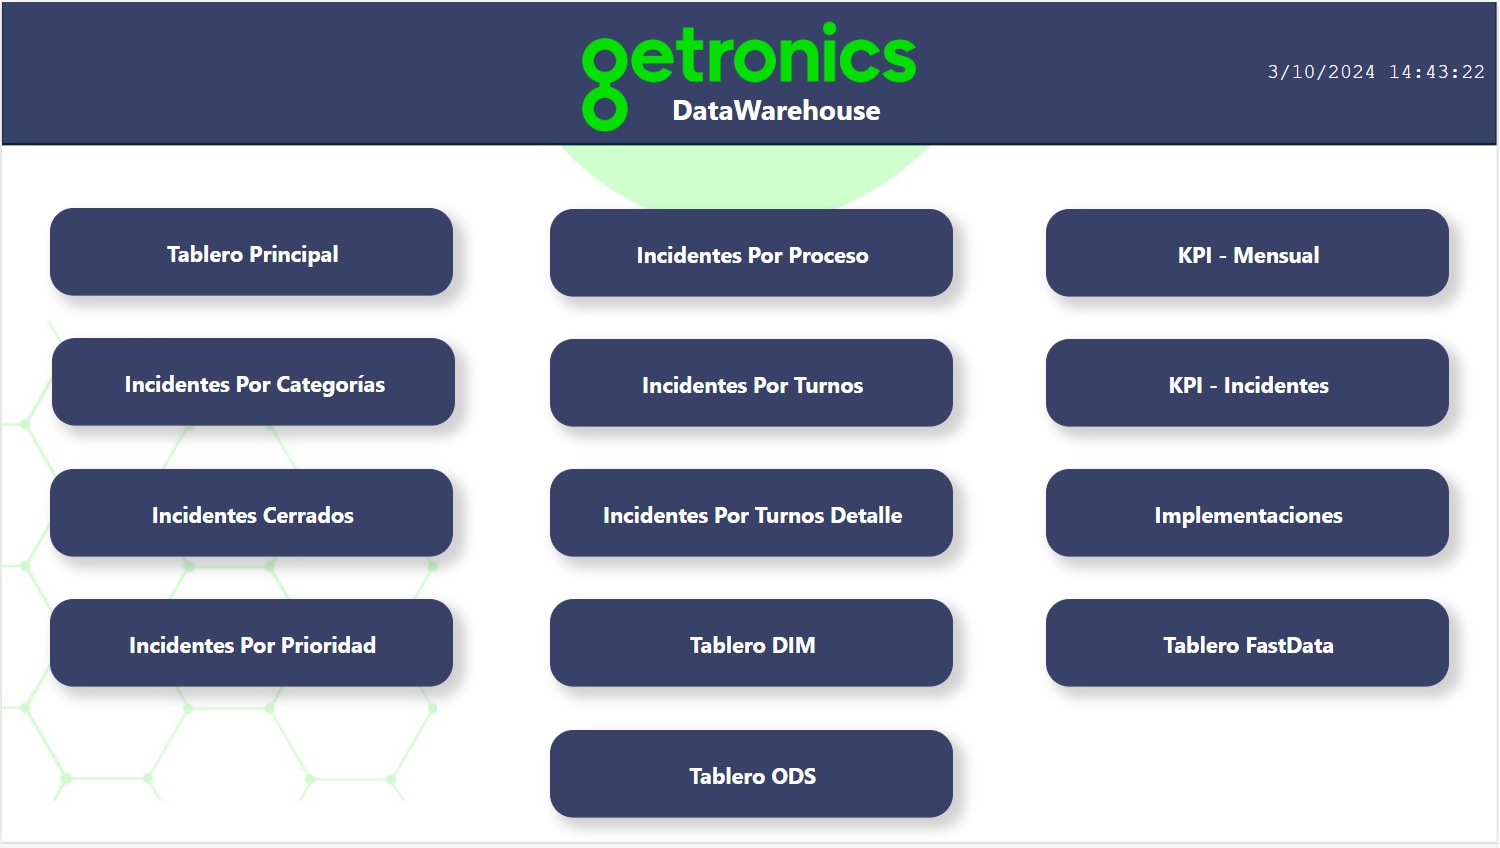 getronics
DataWarehouse
3/10/2024 14:43:22
Tablero Principal
Incidentes Por Proceso
KPI - Mensual
Incidentes Por Categorías
Incidentes Por Turnos
KPI - Incidentes
Incidentes Cerrados
Incidentes Por Turnos Detalle
Implementaciones
Incidentes Por Prioridad
Tablero DIM
Tablero FastData
Tablero ODS